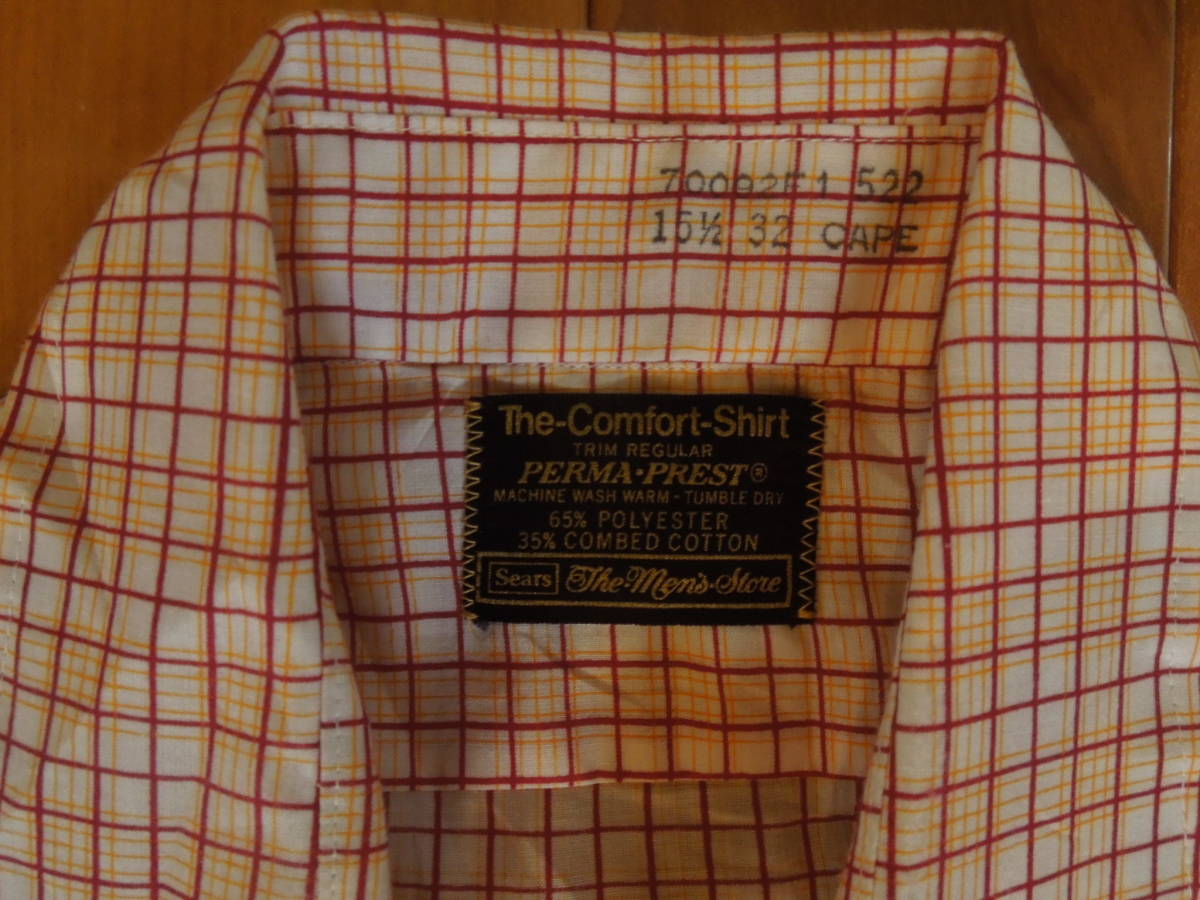 70092F1 522
15½ 32 CAPE
The-Comfort-Shirt
TRIM REGULAR
PERMA·PREST®
MACHINE WASH WARM - TUMBLE DRY
65% POLYESTER
35% COMBED COTTON
Sears The·Men's·Store